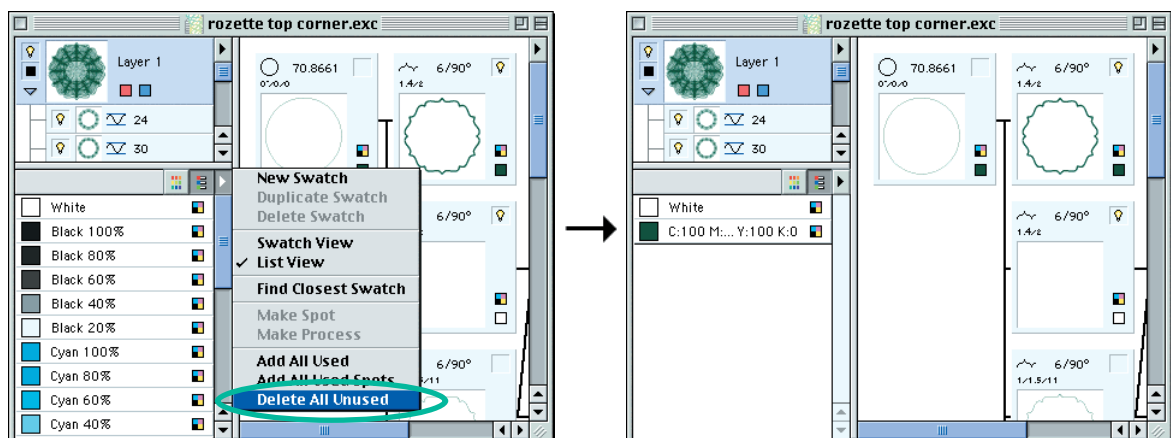 rozette top corner.exc
Layer 1
24
30
70.8661
0°/0/0
6/90°
1.4/2
New Swatch
Duplicate Swatch
Delete Swatch
Swatch View
✓ List View
Find Closest Swatch
Make Spot
Make Process
Add All Used
Add All Used Spots
Delete All Unused
White
Black 100%
Black 80%
Black 60%
Black 40%
Black 20%
Cyan 100%
Cyan 80%
Cyan 60%
Cyan 40%
6/90°
6/90°
/11
rozette top corner.exc
Layer 1
24
30
70.8661
0°/0/0
6/90°
1.4/2
White
C:100 M:... Y:100 K:0
6/90°
1.4/2
6/90°
1/1.5/11